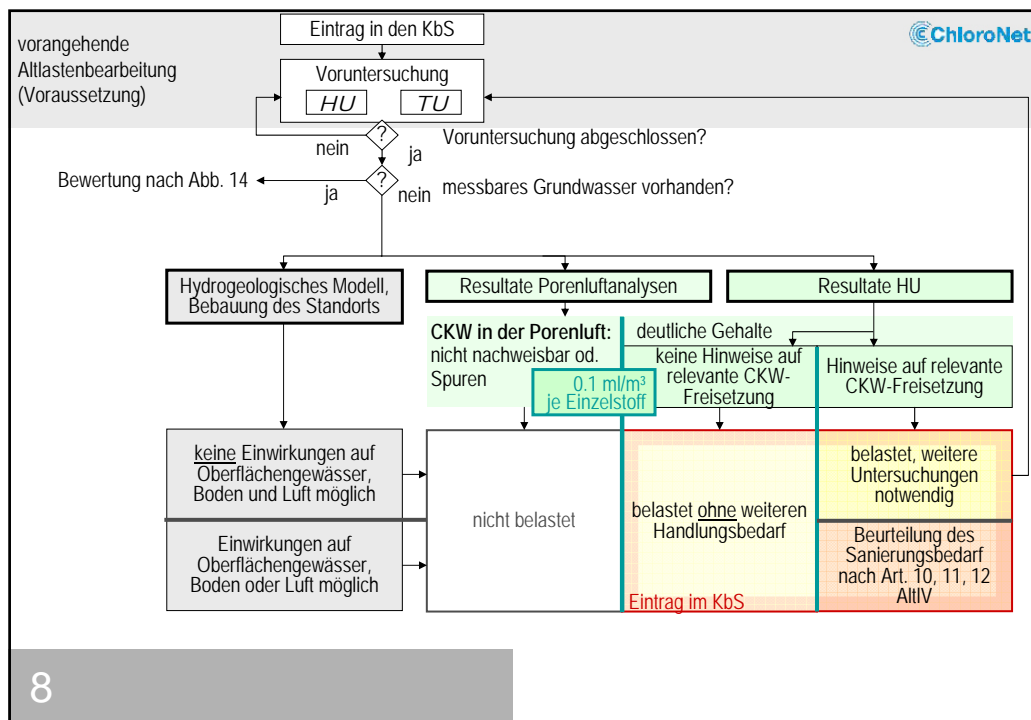 vorangehende
Altlastenbearbeitung
(Voraussetzung)
Eintrag in den KbS
ChloroNet
Voruntersuchung
HU
TU
?
nein
ja
Voruntersuchung abgeschlossen?
Bewertung nach Abb. 14
ja
?
nein
messbares Grundwasser vorhanden?
Hydrogeologisches Modell,
Bebauung des Standorts
Resultate Porenluftanalysen
Resultate HU
CKW in der Porenluft:
nicht nachweisbar od.
Spuren
deutliche Gehalte
0.1 ml/m³
je Einzelstoff
keine Hinweise auf
relevante CKW-
Freisetzung
Hinweise auf relevante
CKW-Freisetzung
keine Einwirkungen auf
Oberflächengewässer,
Boden und Luft möglich
Einwirkungen auf
Oberflächengewässer,
Boden oder Luft möglich
nicht belastet
belastet ohne weiteren
Handlungsbedarf
Eintrag im KbS
belastet, weitere
Untersuchungen
notwendig
Beurteilung des
Sanierungsbedarf
nach Art. 10, 11, 12
AltlV
8